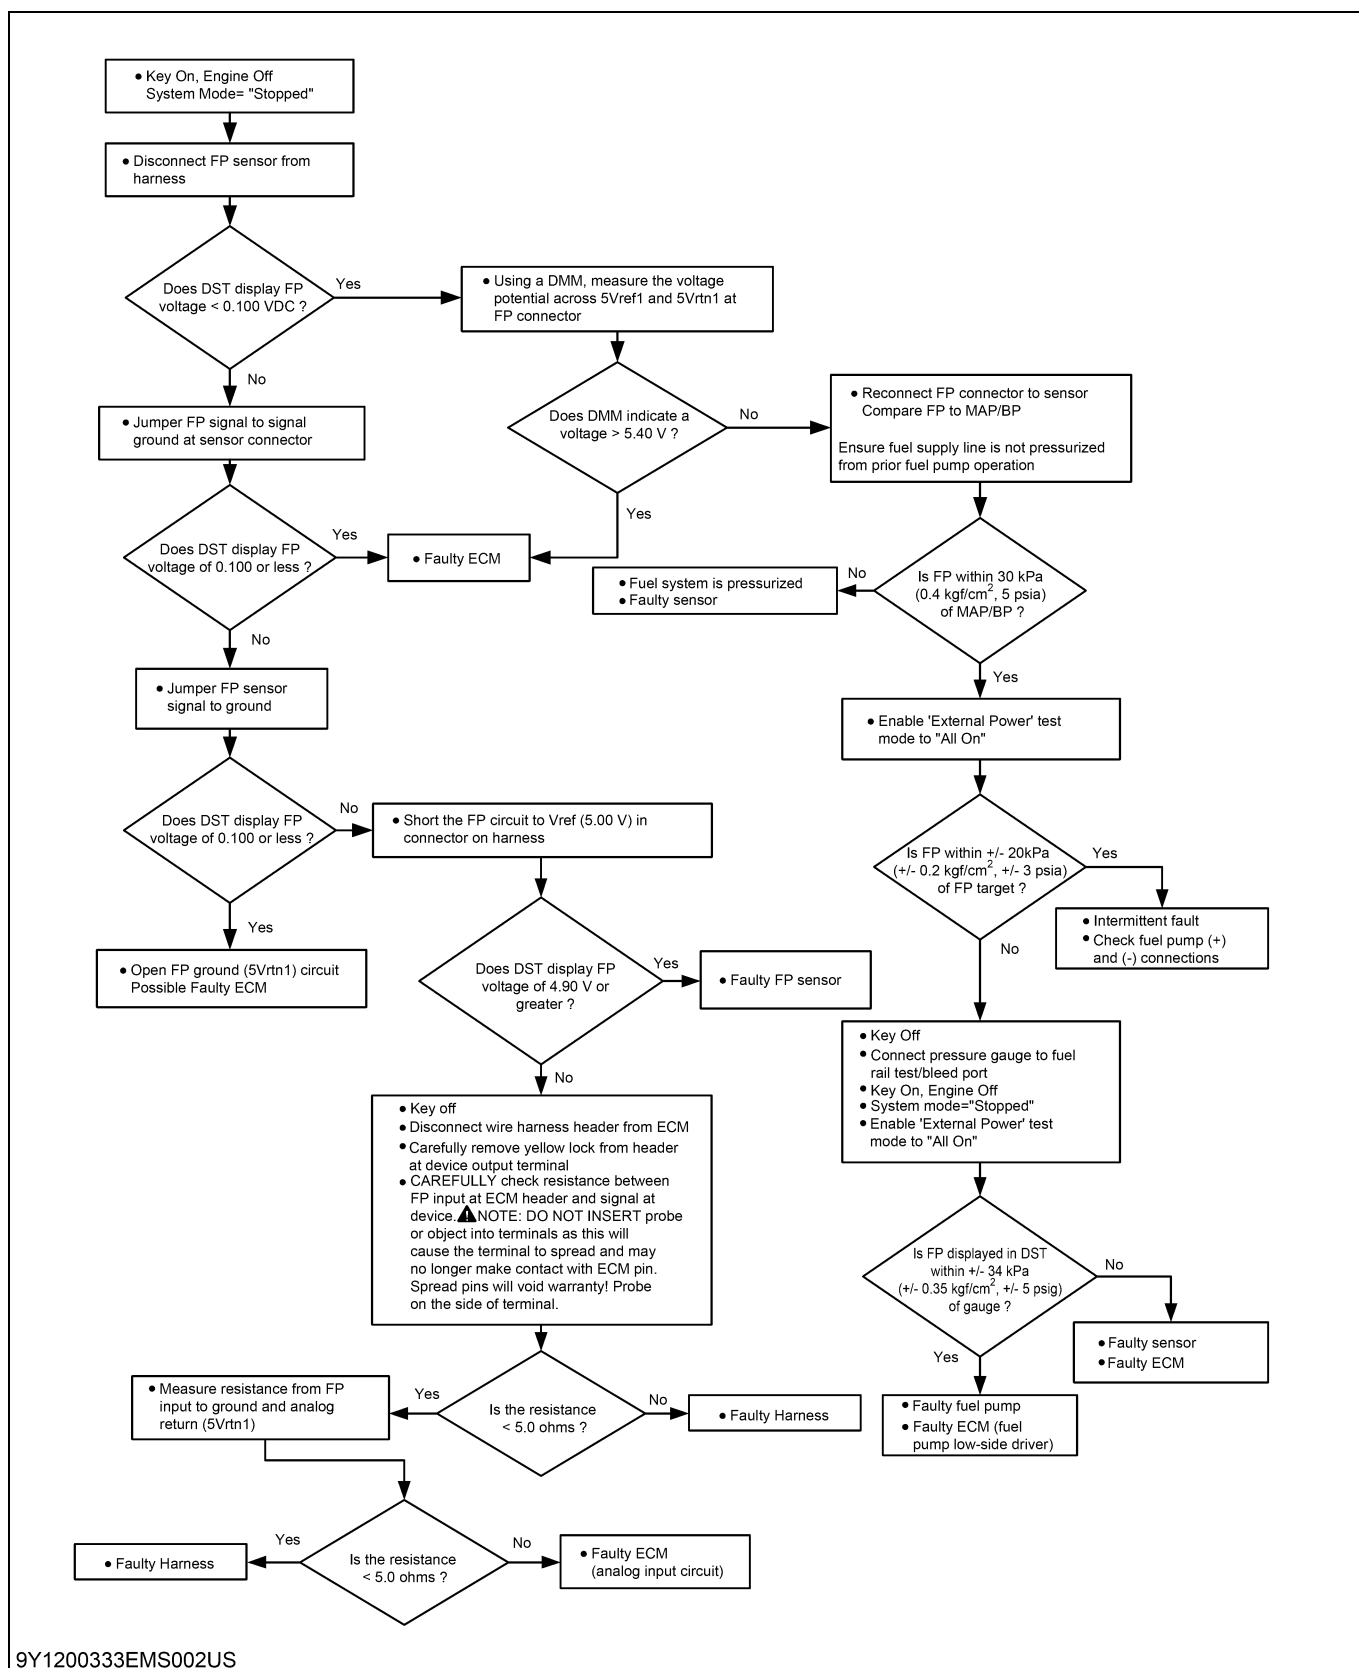 ● Key On, Engine Off
System Mode= "Stopped"
● Disconnect FP sensor from
harness
Does DST display FP
voltage < 0.100 VDC ?
Yes
No
● Using a DMM, measure the voltage
potential across 5Vref1 and 5Vrtn1 at
FP connector
Does DMM indicate a
voltage > 5.40 V ?
No
Yes
● Reconnect FP connector to sensor
Compare FP to MAP/BP
Ensure fuel supply line is not pressurized
from prior fuel pump operation
● Jumper FP signal to signal
ground at sensor connector
Does DST display FP
voltage of 0.100 or less ?
Yes
No
● Faulty ECM
Is FP within 30 kPa
(0.4 kgf/cm², 5 psia)
of MAP/BP ?
No
Yes
● Fuel system is pressurized
● Faulty sensor
● Jumper FP sensor
signal to ground
● Enable 'External Power' test
mode to "All On"
Does DST display FP
voltage of 0.100 or less ?
No
Yes
● Short the FP circuit to Vref (5.00 V) in
connector on harness
Is FP within +/- 20kPa
(+/- 0.2 kgf/cm², +/- 3 psia)
of FP target ?
Yes
No
● Intermittent fault
● Check fuel pump (+)
and (-) connections
● Open FP ground (5Vrtn1) circuit
Possible Faulty ECM
Does DST display FP
voltage of 4.90 V or
greater ?
Yes
No
● Faulty FP sensor
● Key Off
● Connect pressure gauge to fuel
rail test/bleed port
● Key On, Engine Off
● System mode="Stopped"
● Enable 'External Power' test
mode to "All On"
● Key off
● Disconnect wire harness header from ECM
● Carefully remove yellow lock from header
at device output terminal
● CAREFULLY check resistance between
FP input at ECM header and signal at
device. NOTE: DO NOT INSERT probe
or object into terminals as this will
cause the terminal to spread and may
no longer make contact with ECM pin.
Spread pins will void warranty! Probe
on the side of terminal.
Is FP displayed in DST
within +/- 34 kPa
(+/- 0.35 kgf/cm², +/- 5 psig)
of gauge ?
No
Yes
● Faulty sensor
● Faulty ECM
● Faulty fuel pump
● Faulty ECM (fuel
pump low-side driver)
Is the resistance
< 5.0 ohms ?
Yes
No
● Faulty Harness
● Measure resistance from FP
input to ground and analog
return (5Vrtn1)
Is the resistance
< 5.0 ohms ?
Yes
No
● Faulty Harness
● Faulty ECM
(analog input circuit)
9Y1200333EMS002US